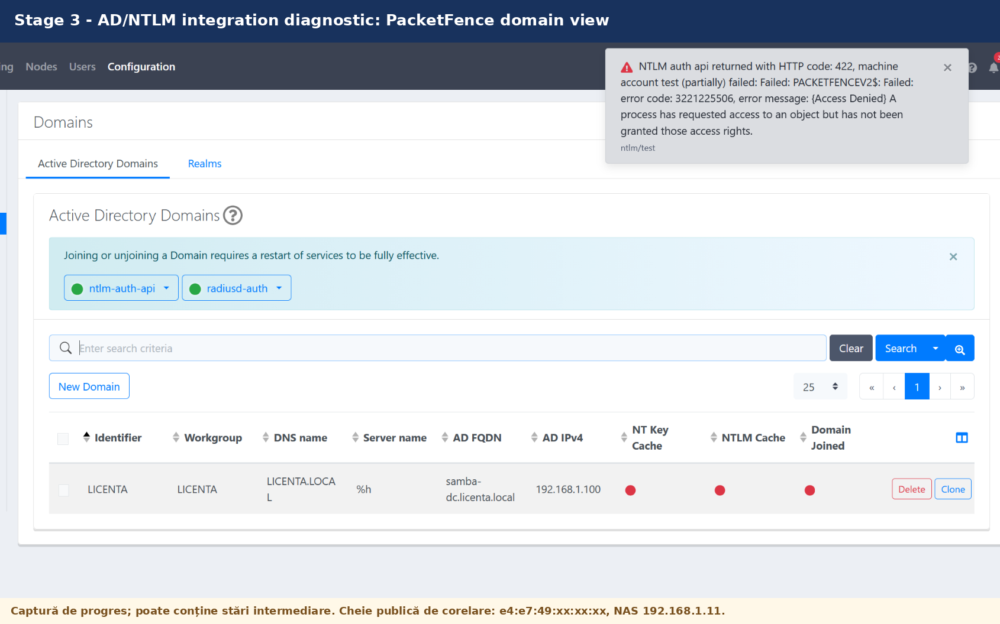 Stage 3 - AD/NTLM integration diagnostic: PacketFence domain view
ing Nodes Users Configuration
NTLM auth api returned with HTTP code: 422, machine
account test (partially) failed: Failed: PACKETFENCEV2$: Failed:
error code: 3221225506, error message: {Access Denied} A
process has requested access to an object but has not been
granted those access rights.
ntlm/test
Domains
Active Directory Domains Realms
Active Directory Domains
Joining or unjoining a Domain requires a restart of services to be fully effective.
ntlm-auth-api radiusd-auth
Enter search criteria Clear Search
New Domain 25 « ‹ 1 › »
Identifier Workgroup DNS name Server name AD FQDN AD IPv4 NT Key
Cache NTLM Cache Domain
Joined
LICENTA LICENTA LICENTA.LOCA
L %h samba-
dc.licenta.local 192.168.1.100 Delete Clone
Captură de progres; poate conține stări intermediare. Cheie publică de corelare: e4:e7:49:xx:xx:xx, NAS 192.168.1.11.